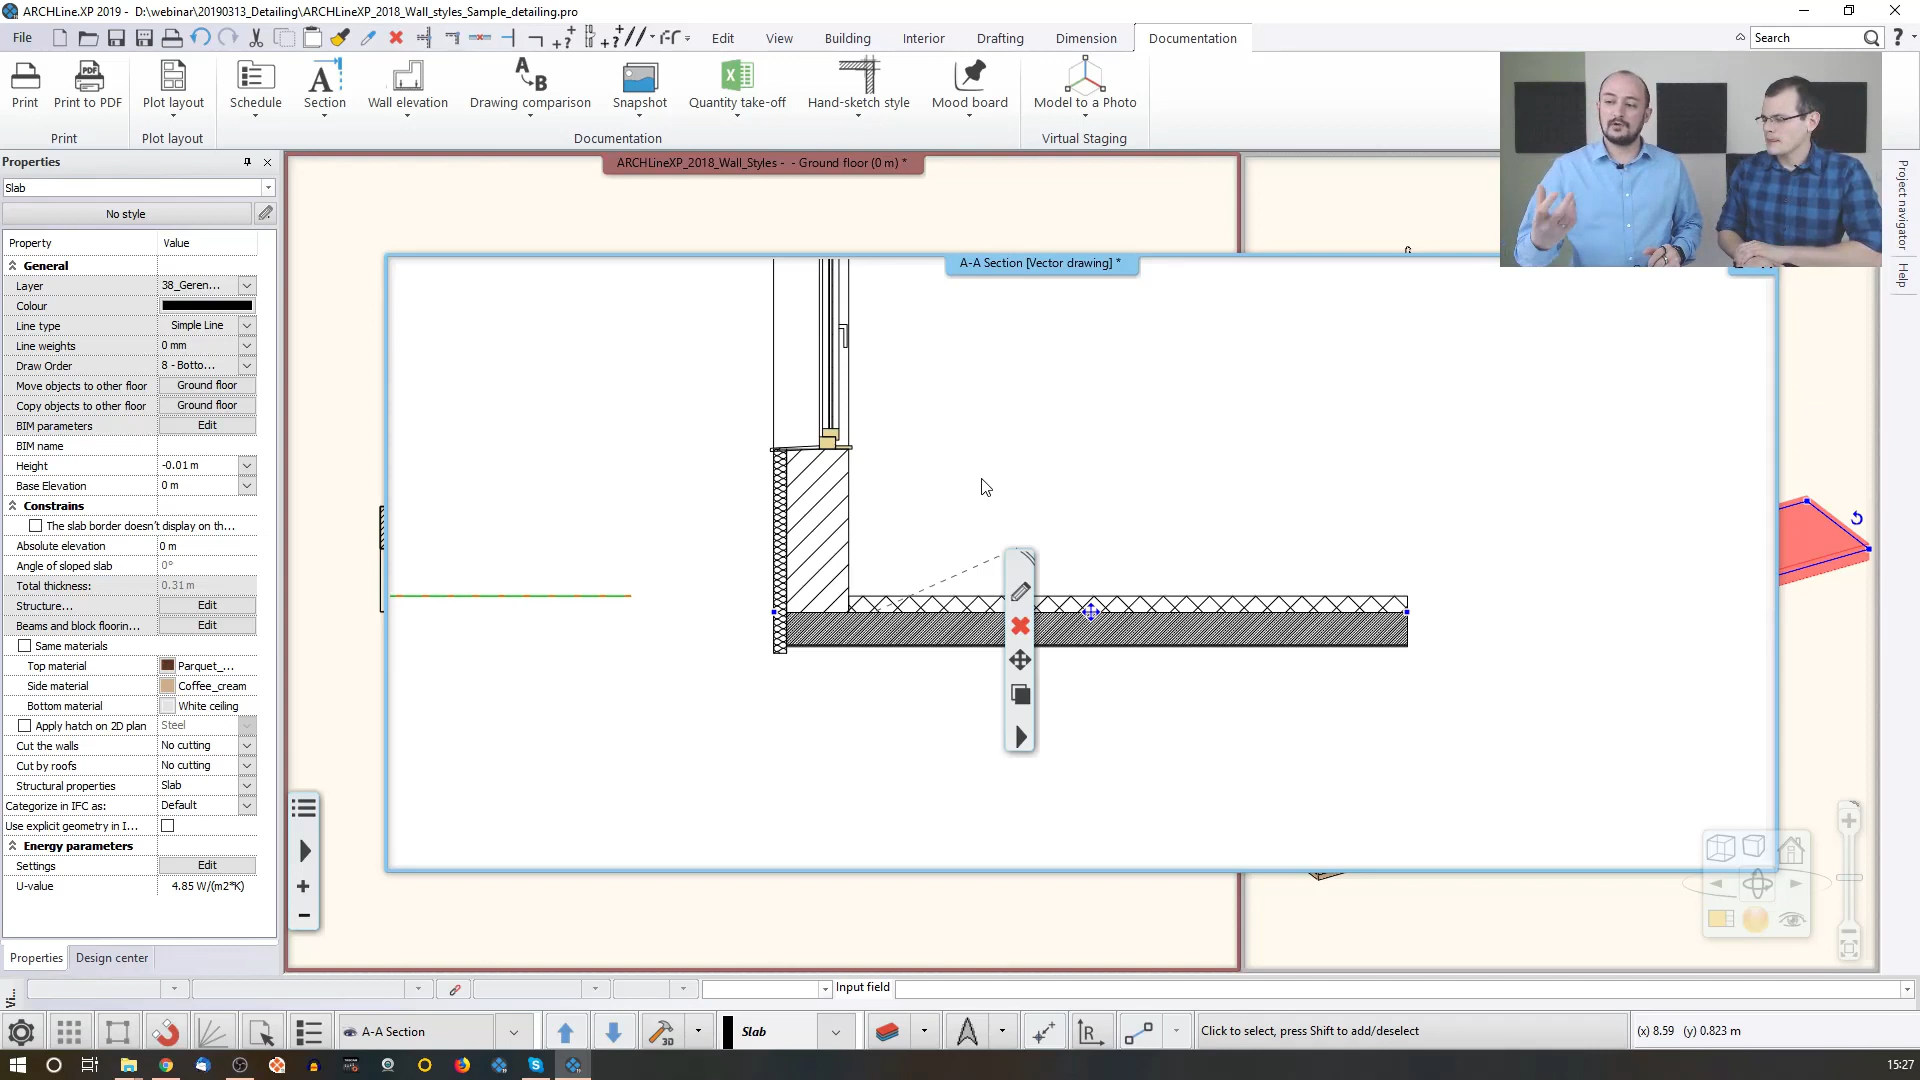 ARCHLine.XP 2019 - D:\webinar\20190313_Detailing\ARCHLineXP_2018_Wall_styles_Sample_detailing.pro
File
Edit
View
Building
Interior
Drafting
Dimension
Documentation
Search
Print
Print to PDF
Plot layout
Schedule
Section
Wall elevation
Drawing comparison
Snapshot
Quantity take-off
Hand-sketch style
Mood board
Model to a Photo
Print
Plot layout
Documentation
Virtual Staging
Properties
Slab
No style
Property Value
General
Layer 38_Geren...
Colour
Line type Simple Line
Line weights 0 mm
Draw Order 8 - Botto...
Move objects to other floor Ground floor
Copy objects to other floor Ground floor
BIM parameters Edit
BIM name
Height -0.01 m
Base Elevation 0 m
Constrains
The slab border doesn't display on th...
Absolute elevation 0 m
Angle of sloped slab 0°
Total thickness: 0.31 m
Structure... Edit
Beams and block floorin... Edit
Same materials
Top material Parquet_...
Side material Coffee_cream
Bottom material White ceiling
Apply hatch on 2D plan Steel
Cut the walls No cutting
Cut by roofs No cutting
Structural properties Slab
Categorize in IFC as: Default
Use explicit geometry in I...
Energy parameters
Settings Edit
U-value 4.85 W/(m2*K)
Properties
Design center
ARCHLineXP_2018_Wall_Styles - - Ground floor (0 m) *
A-A Section [Vector drawing] *
Project navigator
Help
Vi...
Input field
A-A Section
Slab
Click to select, press Shift to add/deselect
(x) 8.59 (y) 0.823 m
15:27